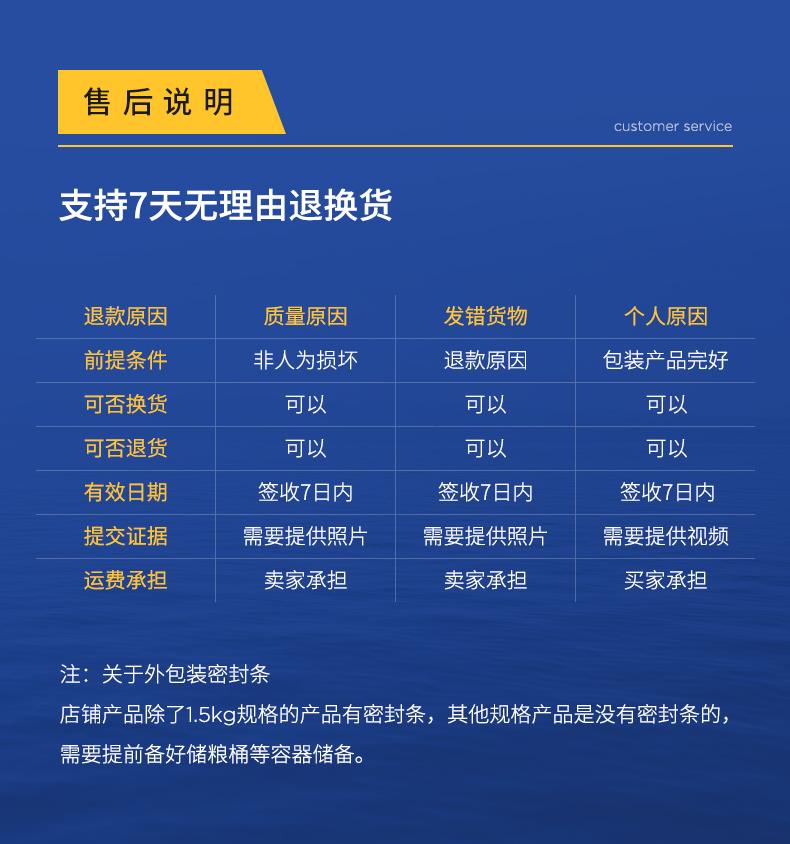 售后说明
customer service
支持7天无理由退换货
退款原因 质量原因 发错货物 个人原因
前提条件 非人为损坏 退款原因 包装产品完好
可否换货 可以 可以 可以
可否退货 可以 可以 可以
有效日期 签收7日内 签收7日内 签收7日内
提交证据 需要提供照片 需要提供照片 需要提供视频
运费承担 卖家承担 卖家承担 买家承担
注：关于外包装密封条
店铺产品除了1.5kg规格的产品有密封条，其他规格产品是没有密封条的，
需要提前备好储粮桶等容器储备。